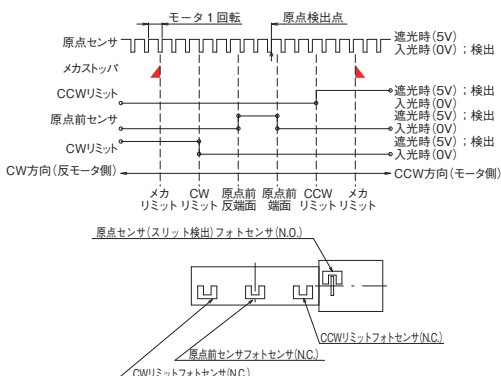 モータ1回転
原点検出点
原点センサ
遮光時(5V)
入光時(0V);検出
メカストッパ
CCWリミット
遮光時(5V);検出
入光時(0V)
原点前センサ
遮光時(5V);検出
入光時(0V)
CWリミット
遮光時(5V);検出
入光時(0V)
CW方向(反モータ側)
CCW方向(モータ側)
メカ
リミット
CW
リミット
原点前
反端面
原点前
端面
CCW
リミット
メカ
リミット
原点センサ(スリット検出)フォトセンサ(N.O.)
CCWリミットフォトセンサ(N.C.)
原点前センサフォトセンサ(N.C.)
CWリミットフォトセンサ(N.C.)